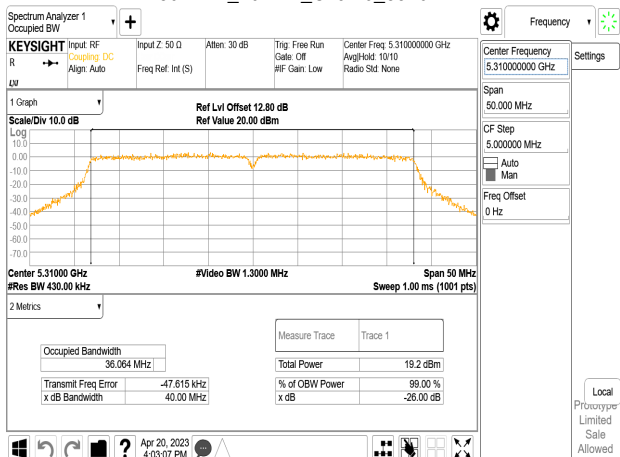 Spectrum Analyzer 1
Occupied BW
+
Frequency
KEYSIGHT
R
LXI
Input: RF
Coupling: DC
Align: Auto
Input Z: 50 Ω
Freq Ref: Int (S)
Atten: 30 dB
Trig: Free Run
Gate: Off
#IF Gain: Low
Center Freq: 5.310000000 GHz
Avg|Hold: 10/10
Radio Std: None
Center Frequency
5.310000000 GHz
Settings
Span
50.000 MHz
CF Step
5.000000 MHz
Auto
Man
Freq Offset
0 Hz
1 Graph
Scale/Div 10.0 dB
Ref Lvl Offset 12.80 dB
Ref Value 20.00 dBm
Log
10.0
0.00
-10.0
-20.0
-30.0
-40.0
-50.0
-60.0
-70.0
Center 5.31000 GHz
#Video BW 1.3000 MHz
Span 50 MHz
#Res BW 430.00 kHz
Sweep 1.00 ms (1001 pts)
2 Metrics
Measure Trace Trace 1
Occupied Bandwidth
36.064 MHz
Total Power 19.2 dBm
Transmit Freq Error -47.615 kHz
% of OBW Power 99.00 %
x dB Bandwidth 40.00 MHz
x dB -26.00 dB
Local
Prototype
Limited
Sale
Allowed
?
Apr 20, 2023
4:03:07 PM